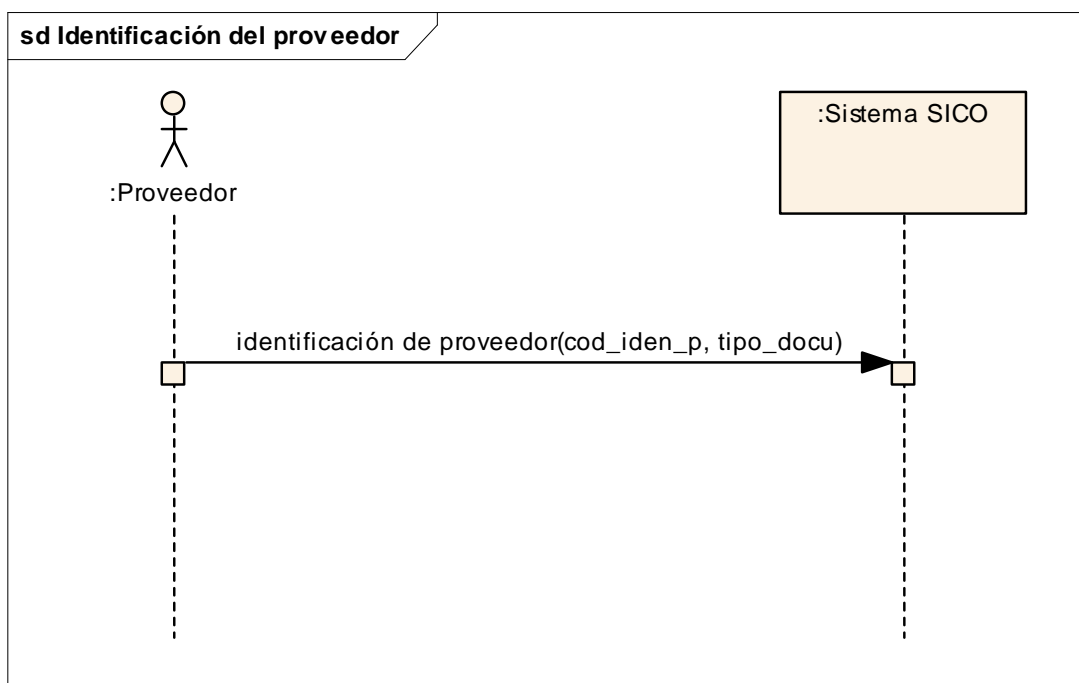 sd Identificación del proveedor
:Proveedor
:Sistema SICO
identificación de proveedor(cod_iden_p, tipo_docu)